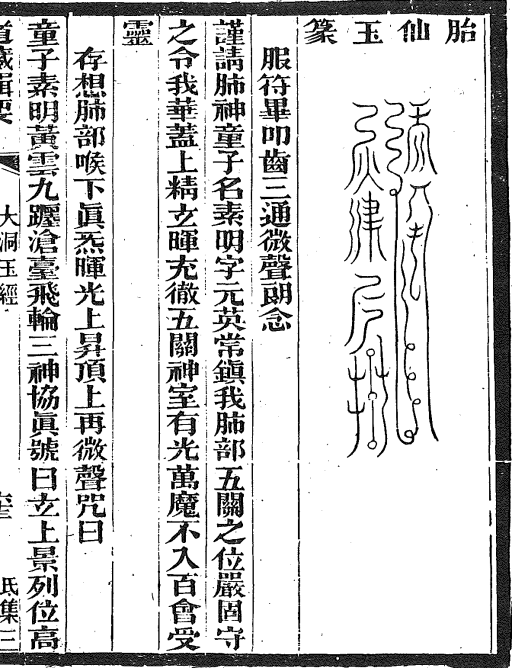 胎仙玉篆
服符畢叩齒三通微聲朗念
謹請肺神童子名素明字元英常鎮我肺部五關之位嚴固守
之令我華蓋上精玄暉充徹五關神室有光萬魔不入百會受
靈
存想肺部喉下眞炁暉光上昇頂上再微聲咒曰
童子素明黃雲九躔滄臺飛輪三神協眞號曰玄上景列位高
道藏輯要 大洞玉經 氐集三